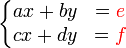 ax + by = e
cx + dy = f